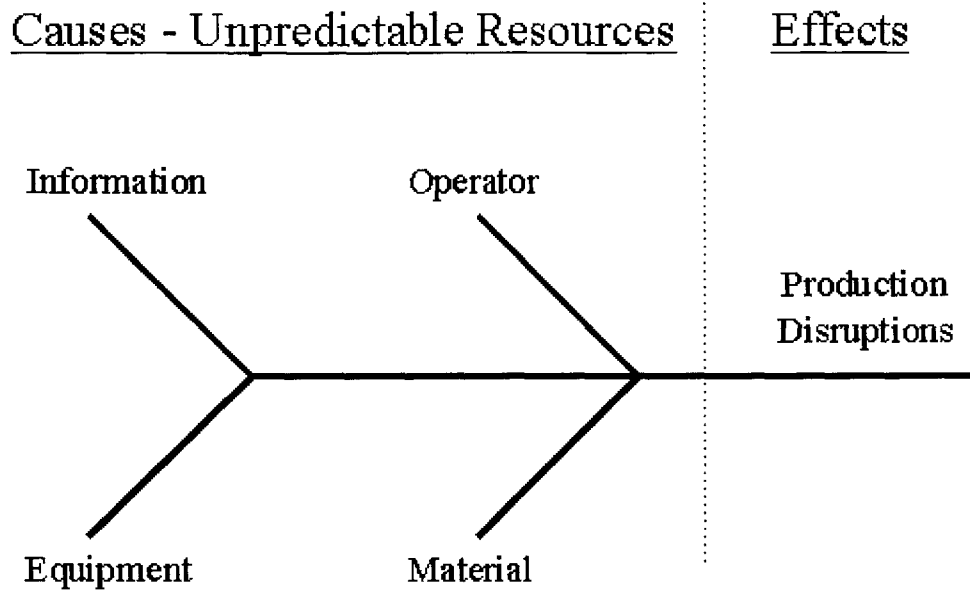 Causes - Unpredictable Resources
Effects
Information
Operator
Production
Disruptions
Equipment
Material